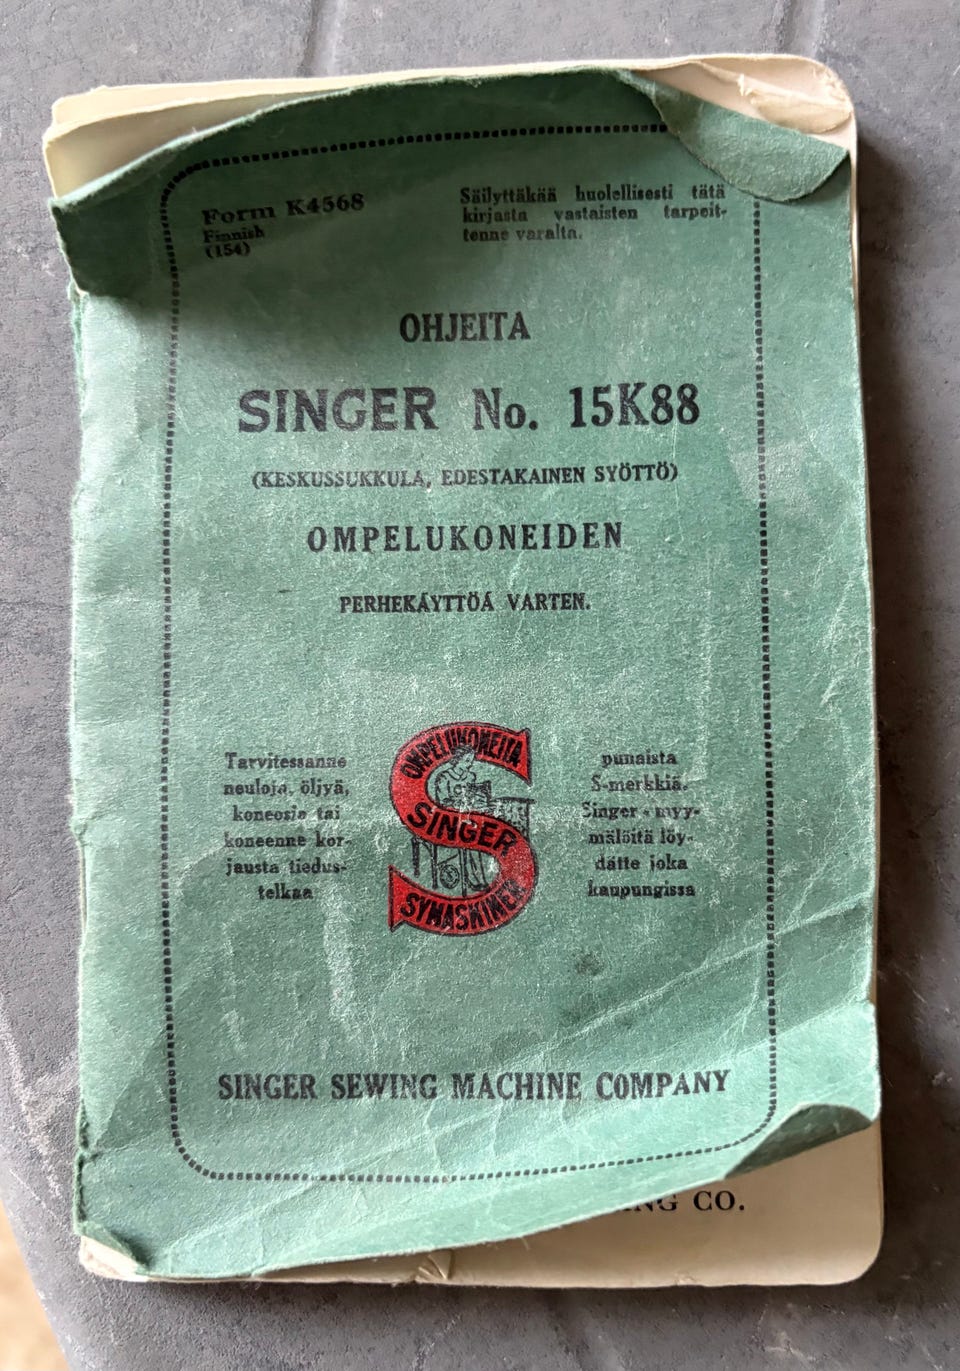 Form K4568
Finnish
(154)
Säilyttäkää huolellisesti tätä
kirjasta vastaisten tarpeit-
tenne varalta.
OHJEITA
SINGER No. 15K88
(KESKUSSUKKULA, EDESTAKAINEN SYÖTTÖ)
OMPELUKONEIDEN
PERHEKÄYTTÖÄ VARTEN.
Tarvitessanne
neuloja, öljyä,
koneosia tai
koneenne kor-
jausta tiedus-
telkaa
OMPELUKONEITA
SINGER
SYMASKINER
punaista
S-merkkiä.
Singer-myy-
mälöitä löy-
dätte joka
kaupungissa
SINGER SEWING MACHINE COMPANY
CO.